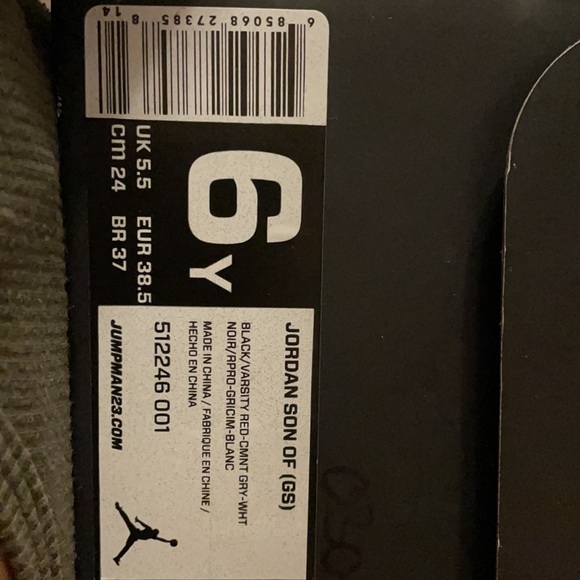 6 85068 27385 8 14
6Y
UK 5.5 EUR 38.5
cm 24 BR 37
JORDAN SON OF (GS)
BLACK/VARSITY RED-CMNT GRY-WHT
NOIR/RPRO-GRICIM-BLANC
MADE IN CHINA / FABRIQUE EN CHINE /
HECHO EN CHINA
512246 001
JUMPMAN23.COM